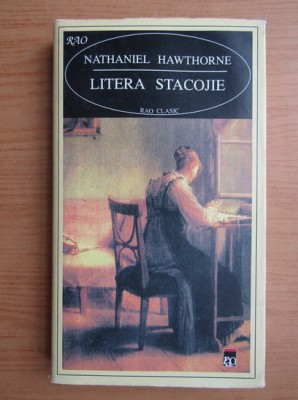 RAO
NATHANIEL HAWTHORNE
LITERA STACOJIE
RAO CLASIC
RAO